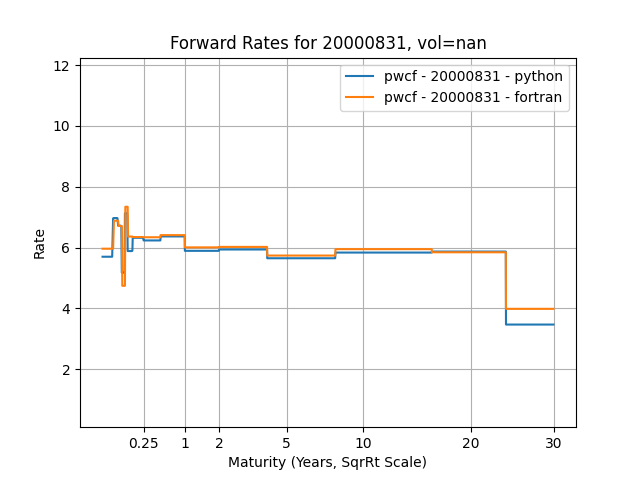 Forward Rates for 20000831, vol=nan
pwcf - 20000831 - python
pwcf - 20000831 - fortran
12
10
8
6
4
2
Rate
0.25 1 2 5 10 20 30
Maturity (Years, SqrRt Scale)